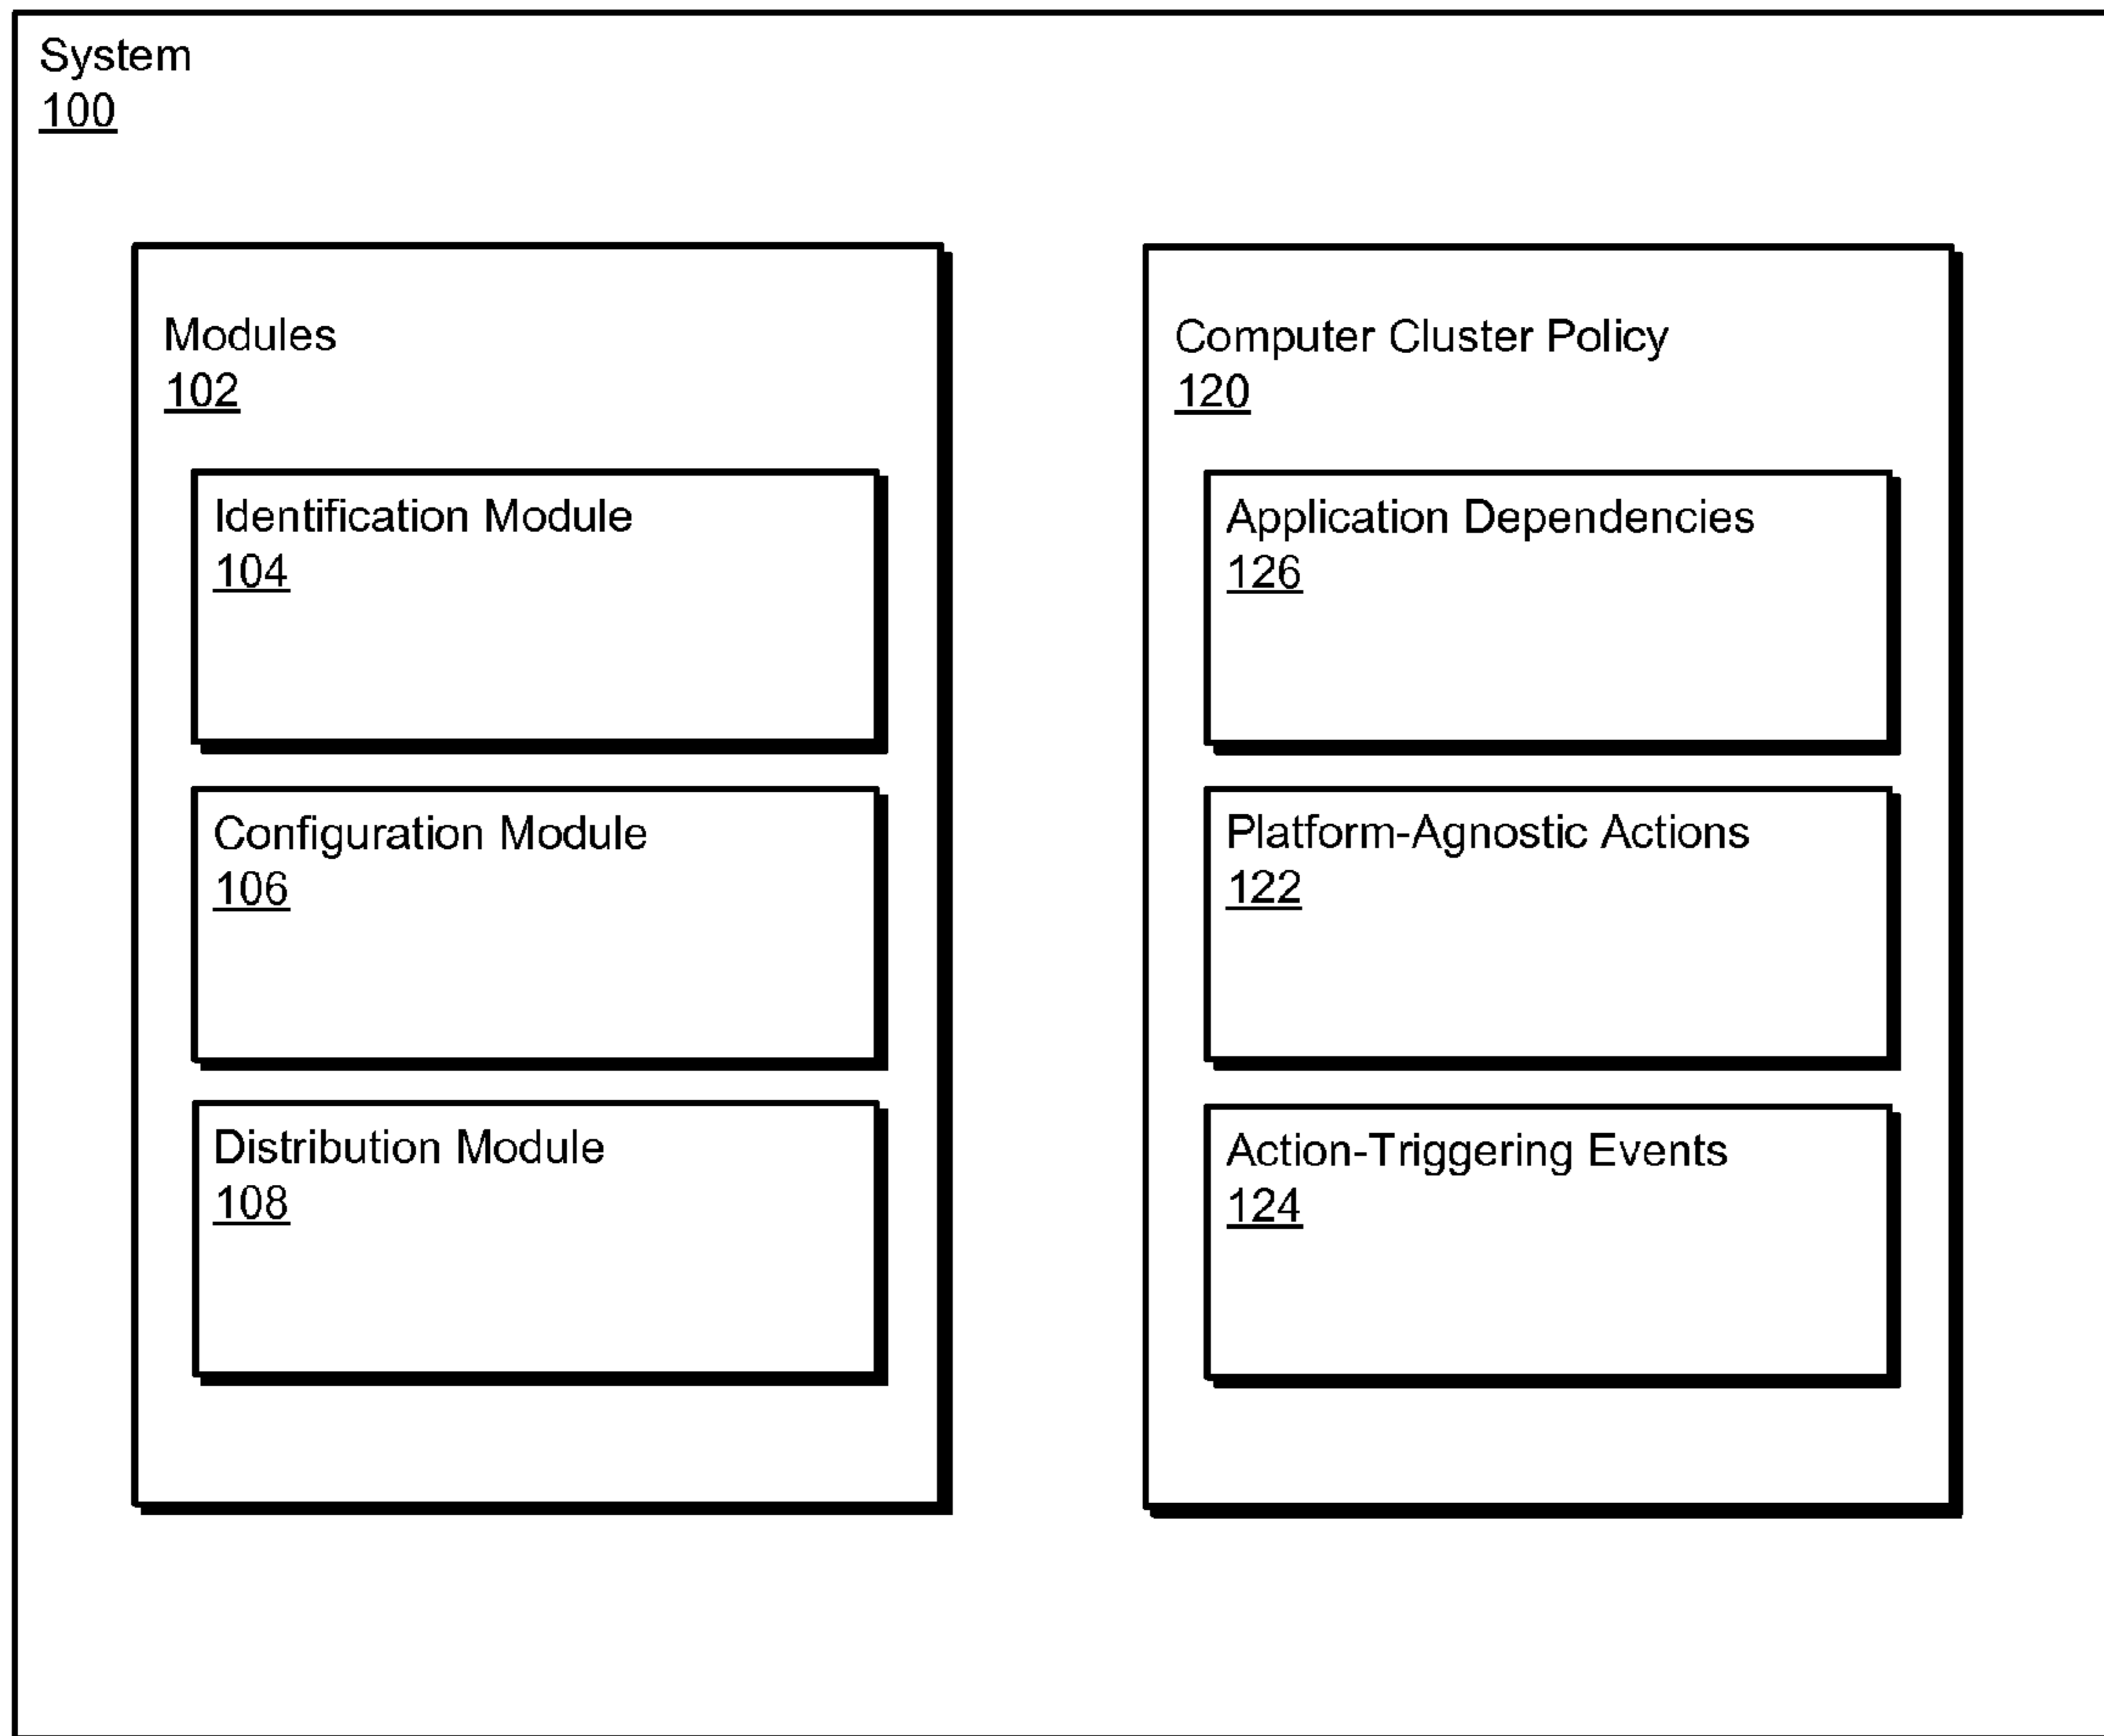 System
100
Modules
102
Identification Module
104
Configuration Module
106
Distribution Module
108
Computer Cluster Policy
120
Application Dependencies
126
Platform-Agnostic Actions
122
Action-Triggering Events
124